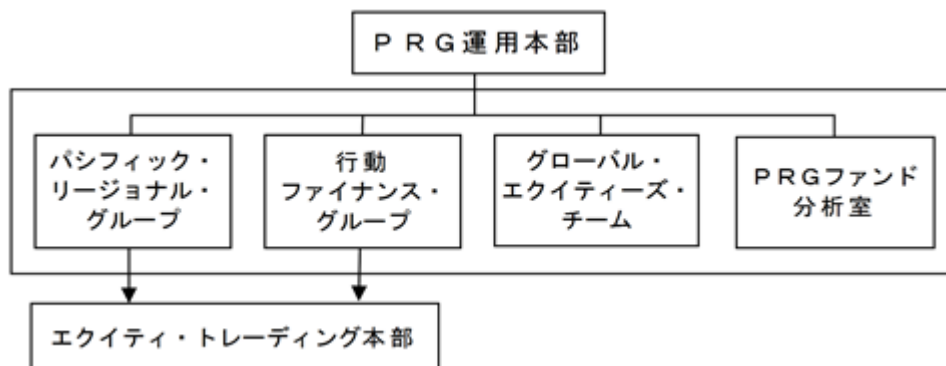 PRG運用本部
パシフィック・
リージョナル・
グループ
行動
ファイナンス・
グループ
グローバル・
エクイティーズ・
チーム
PRGファンド
分析室
エクイティ・トレーディング本部